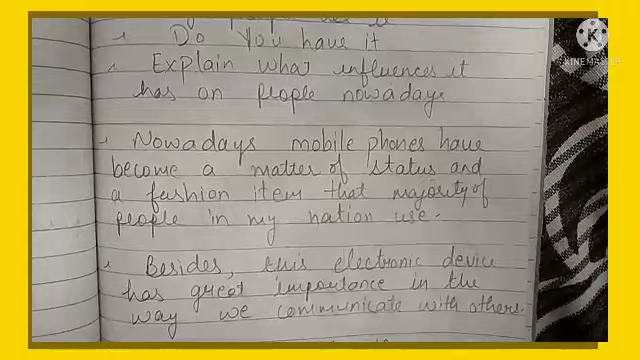 Do you have it
Explain what influences it
has on people nowadays
Nowadays mobile phones have
become a matter of status and
a fashion item that majority of
people in my nation use.
Besides, this electronic device
has great importance in the
way we communicate with others.
KINEMASTER